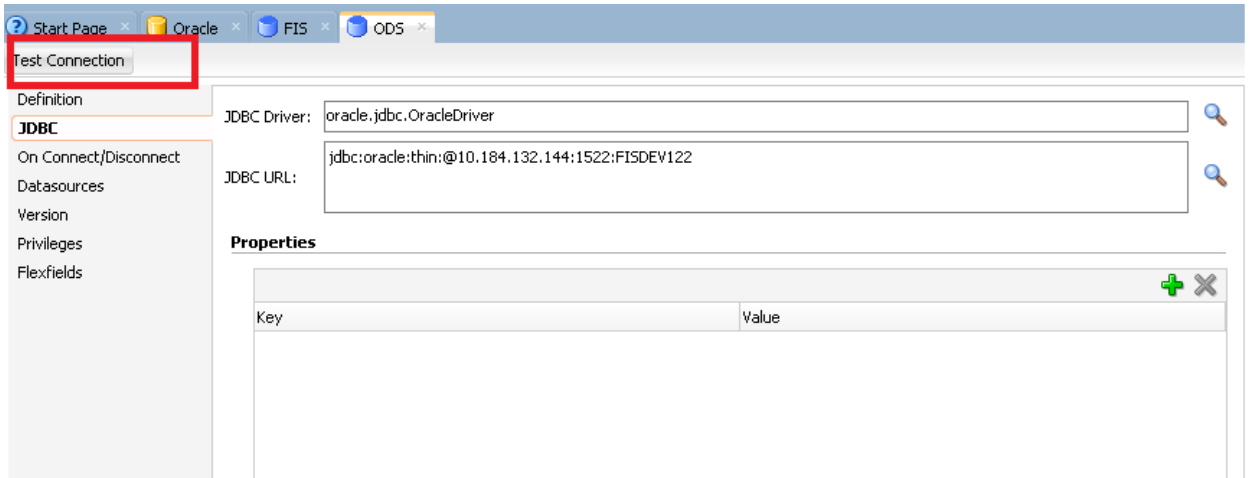 Start Page Oracle FIS ODS
Test Connection
Definition
JDBC
On Connect/Disconnect
Datasources
Version
Privileges
Flexfields
JDBC Driver: oracle.jdbc.OracleDriver
JDBC URL: jdbc:oracle:thin:@10.184.132.144:1522:FISDEV122
Properties
Key Value